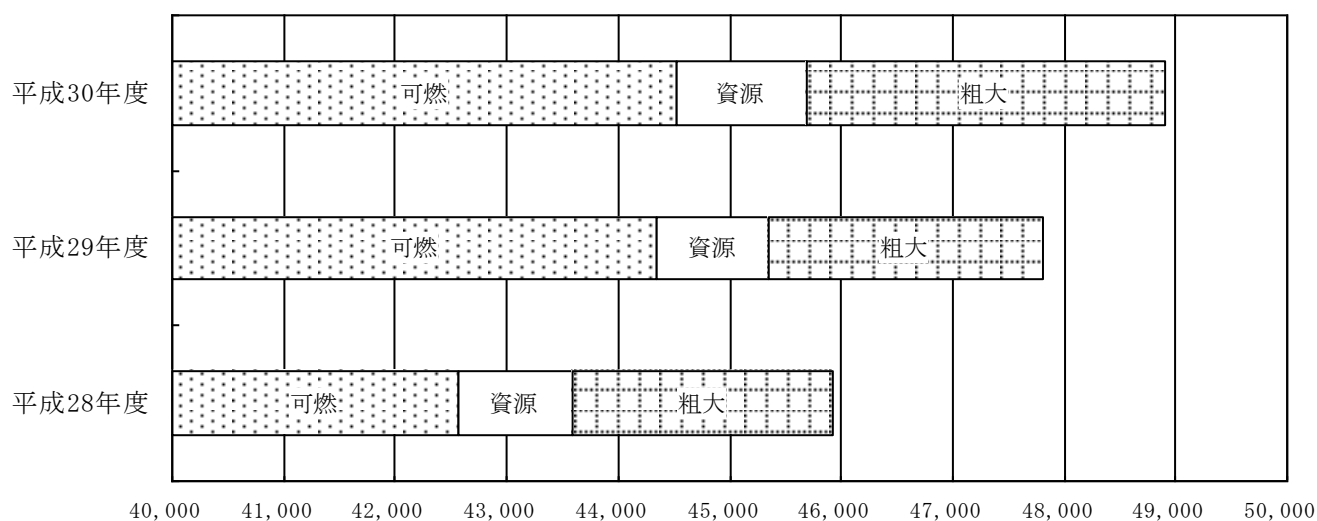 平成30年度 可燃 資源 粗大
平成29年度 可燃 資源 粗大
平成28年度 可燃 資源 粗大
40,000 41,000 42,000 43,000 44,000 45,000 46,000 47,000 48,000 49,000 50,000